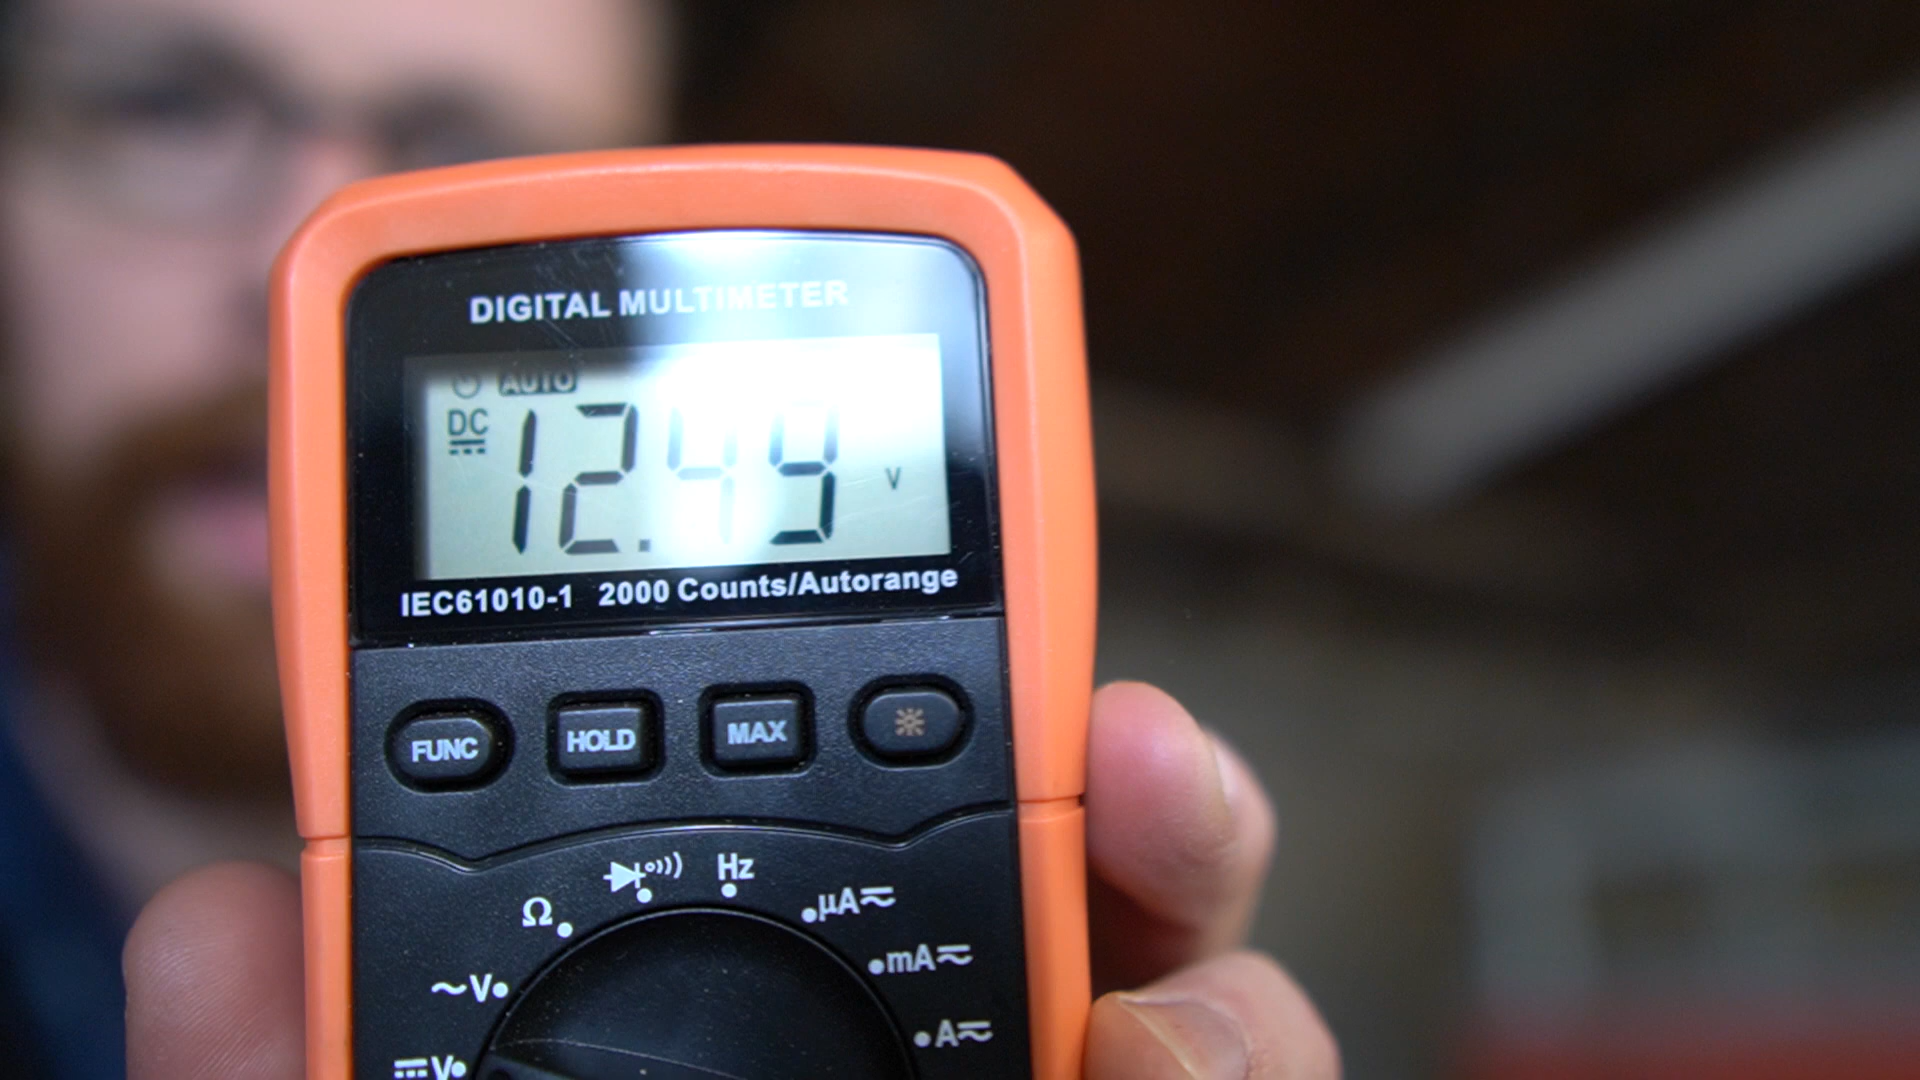 DIGITAL MULTIMETER
AUTO
DC
12.49 V
IEC61010-1 2000 Counts/Autorange
FUNC HOLD MAX
Hz
Ω
µA
mA
~V
A
V